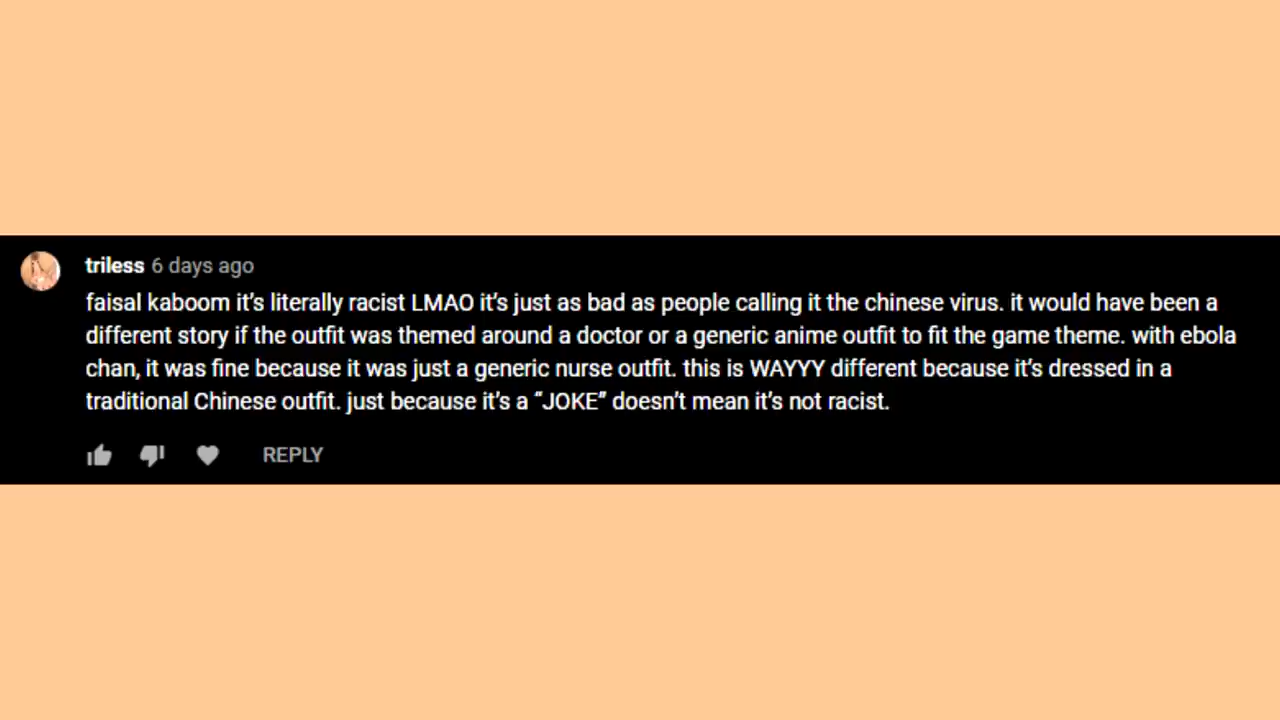 triless 6 days ago
faisal kaboom it’s literally racist LMAO it’s just as bad as people calling it the chinese virus. it would have been a
different story if the outfit was themed around a doctor or a generic anime outfit to fit the game theme. with ebola
chan, it was fine because it was just a generic nurse outfit. this is WAYYY different because it’s dressed in a
traditional Chinese outfit. just because it’s a “JOKE” doesn’t mean it’s not racist.
REPLY